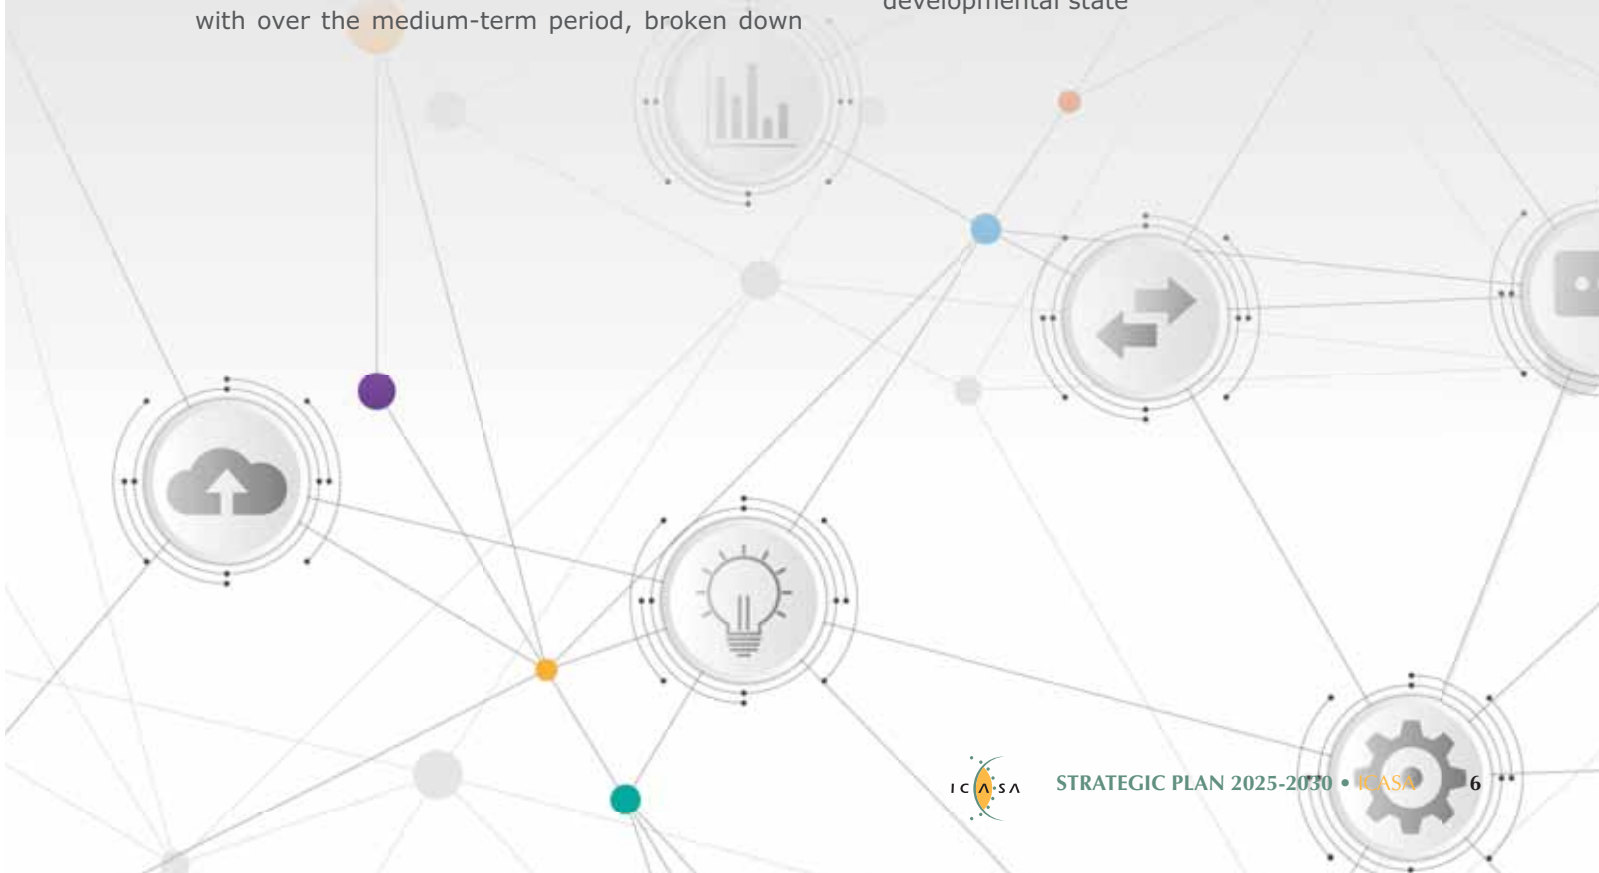 with over the medium-term period, broken down
developmental state
ICASA
STRATEGIC PLAN 2025-2030 • ICASA 6